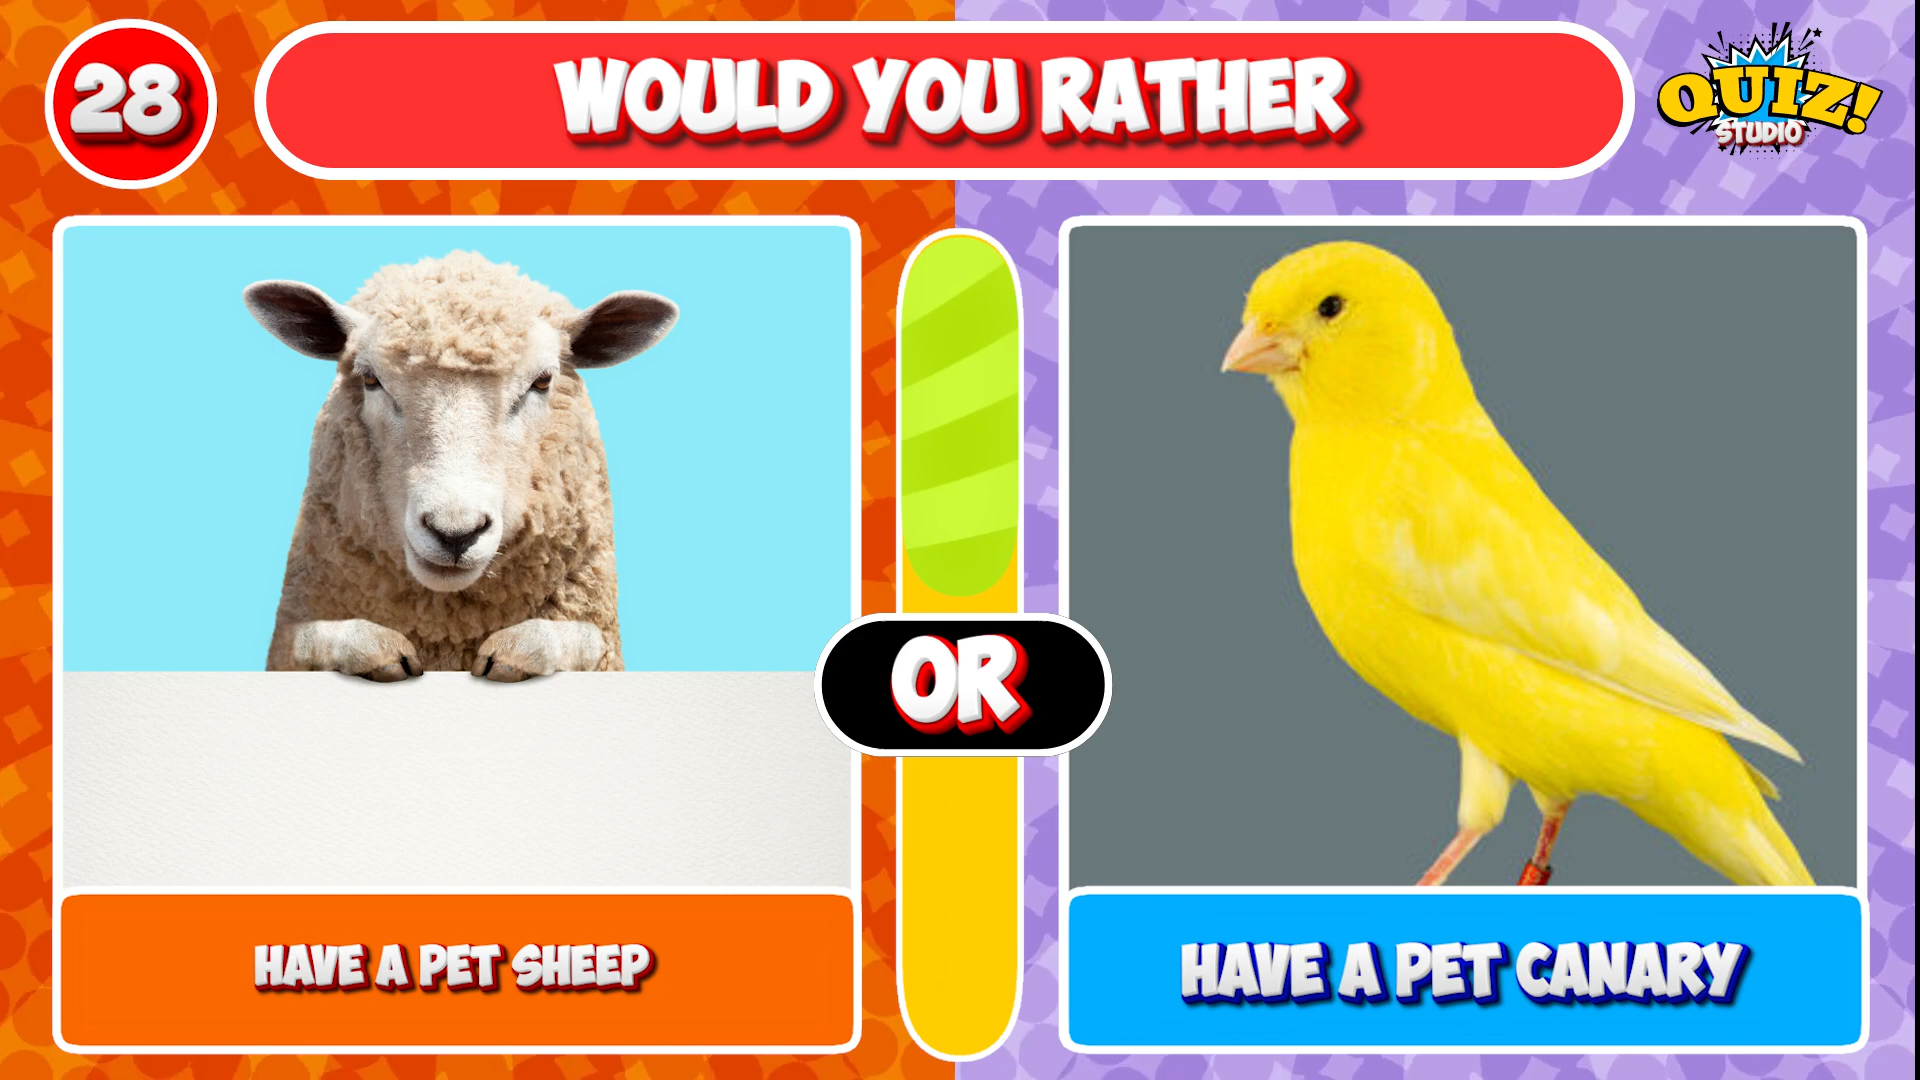 28
WOULD YOU RATHER
QUIZ!
STUDIO
OR
HAVE A PET SHEEP
HAVE A PET CANARY